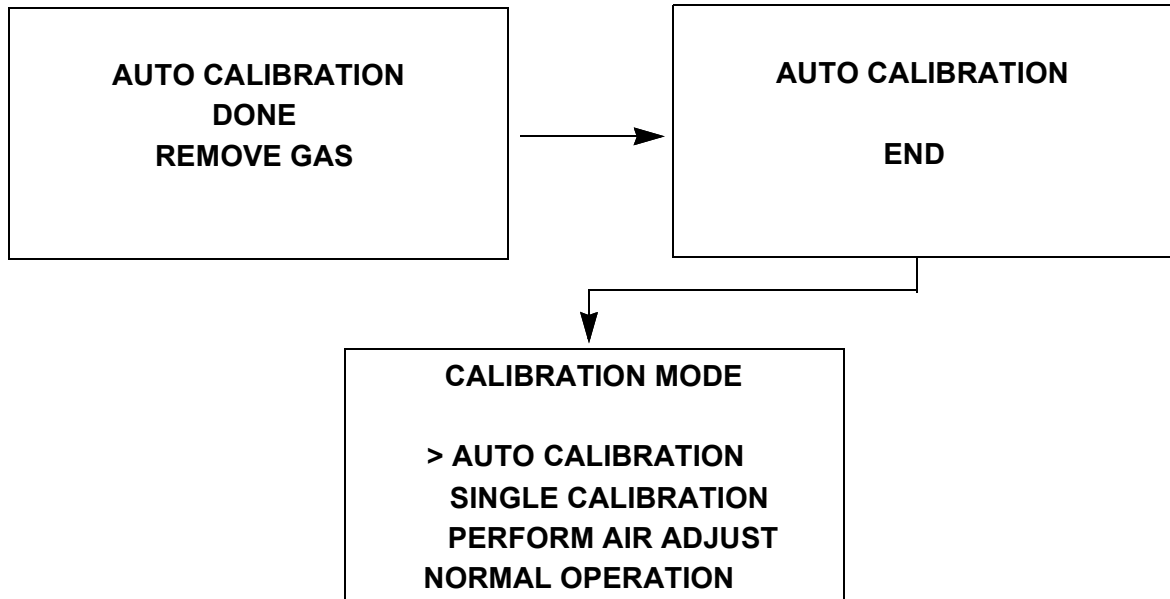 AUTO CALIBRATION
DONE
REMOVE GAS
AUTO CALIBRATION
END
CALIBRATION MODE
> AUTO CALIBRATION
SINGLE CALIBRATION
PERFORM AIR ADJUST
NORMAL OPERATION